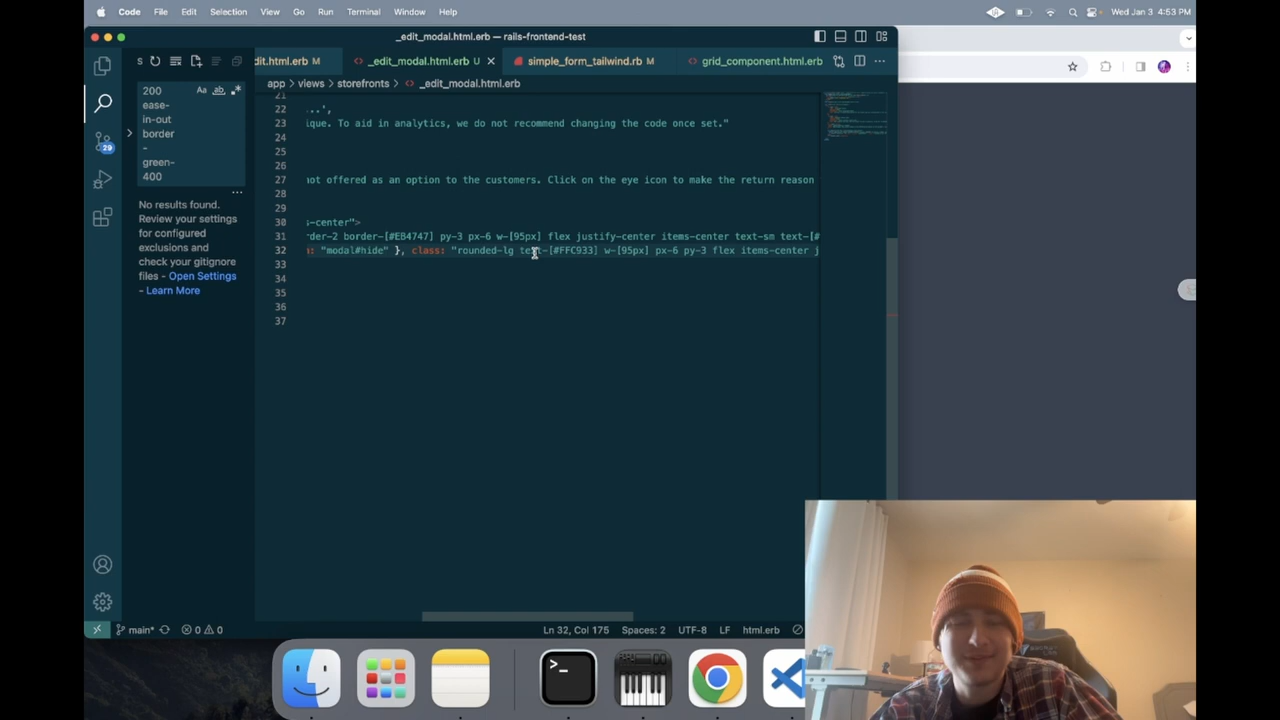 Code File Edit Selection View Go Run Terminal Window Help Wed Jan 3 4:53 PM
_edit_modal.html.erb — rails-frontend-test
dit.html.erb M _edit_modal.html.erb U simple_form_tailwind.rb M grid_component.html.erb
app > views > storefronts > _edit_modal.html.erb
S
200
ease-
in-out
border
-
green-
400
Aa ab
29
No results found.
Review your settings
for configured
exclusions and
check your gitignore
files - Open Settings
- Learn More
21
22 ...',
23 ique. To aid in analytics, we do not recommend changing the code once set."
24
25
26
27 not offered as an option to the customers. Click on the eye icon to make the return reason
28
29
30 s-center">
31 rder-2 border-[#EB4747] py-3 px-6 w-[95px] flex justify-center items-center text-sm text-[#
32 n: "modal#hide" }, class: "rounded-lg text-[#FFC933] w-[95px] px-6 py-3 flex items-center j
33
34
35
36
37
main* 0 0 Ln 32, Col 175 Spaces: 2 UTF-8 LF html.erb